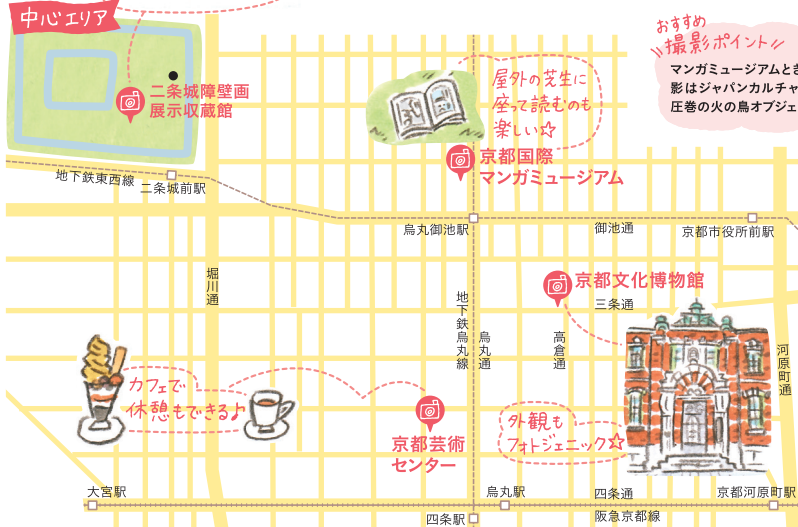 中心エリア
おすすめ
撮影ポイント
マンガミュージアムとき
影はジャパンカルチャ
圧巻の火の鳥オブジェ
二条城障壁画
展示収蔵館
屋外の芝生に
座って読むのも
楽しい☆
京都国際
マンガミュージアム
地下鉄東西線
二条城前駅
烏丸御池駅
御池通
京都市役所前駅
堀川通
京都文化博物館
三条通
地下鉄烏丸線
烏丸通
高倉通
河原町通
カフェで
休憩もできる♪
京都芸術
センター
外観も
フォトジェニック☆
大宮駅
烏丸駅
四条通
京都河原町駅
四条駅
阪急京都線